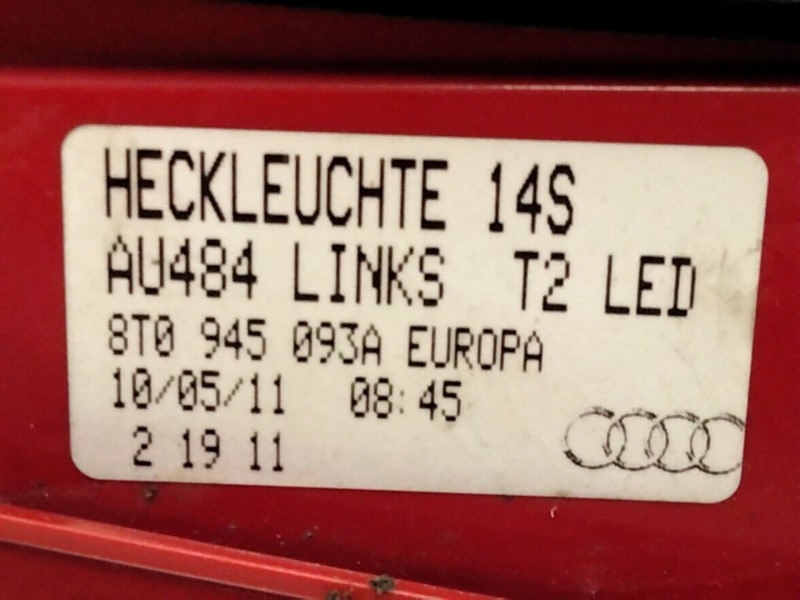 HECKLEUCHTE 14S
AU484 LINKS T2 LED
8T0 945 093A EUROPA
10/05/11 08:45
2 19 11